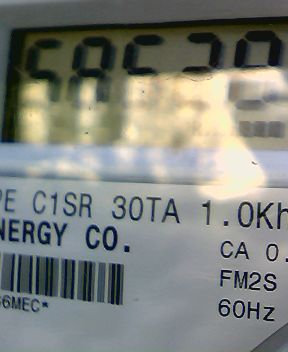 PE C1SR 30TA 1.0Kh
NERGY CO.
CA 0.
FM2S
6MEC*
60Hz